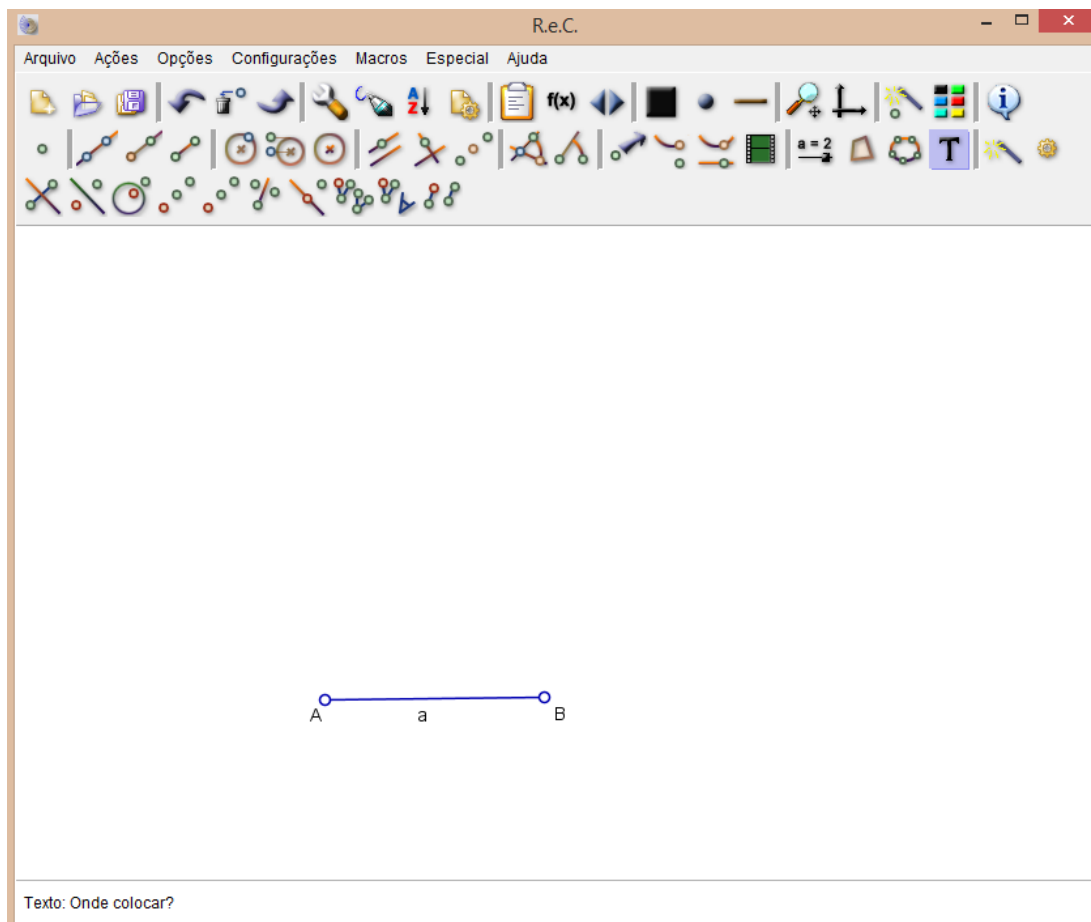 R.e.C.
Arquivo Ações Opções Configurações Macros Especial Ajuda
A Z f(x)
a = 2 T
A a B
Texto: Onde colocar?